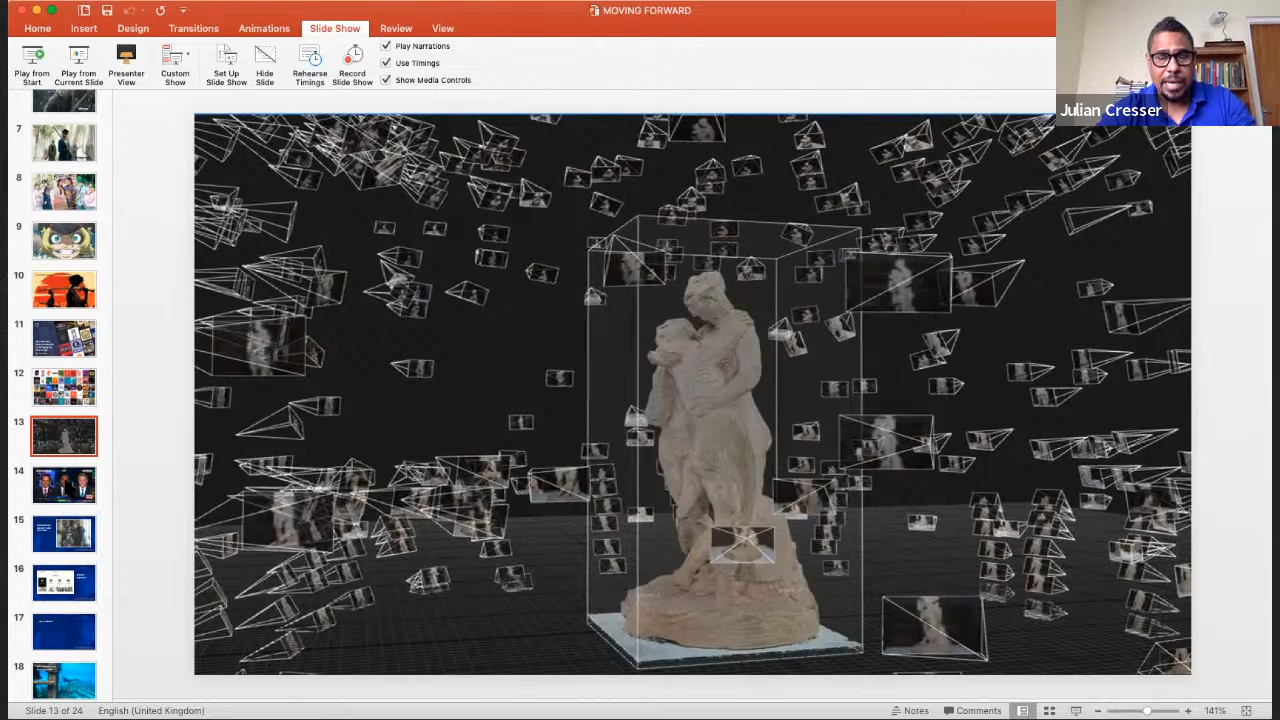 MOVING FORWARD
Home Insert Design Transitions Animations Slide Show Review View
Play from Start
Play from Current Slide
Presenter View
Custom Show
Set Up Slide Show
Hide Slide
Rehearse Timings
Record Slide Show
Play Narrations
Use Timings
Show Media Controls
Julian Cresser
7
8
9
10
11
12
13
14
15
16
17
18
Slide 13 of 24 English (United Kingdom) Notes Comments 141%